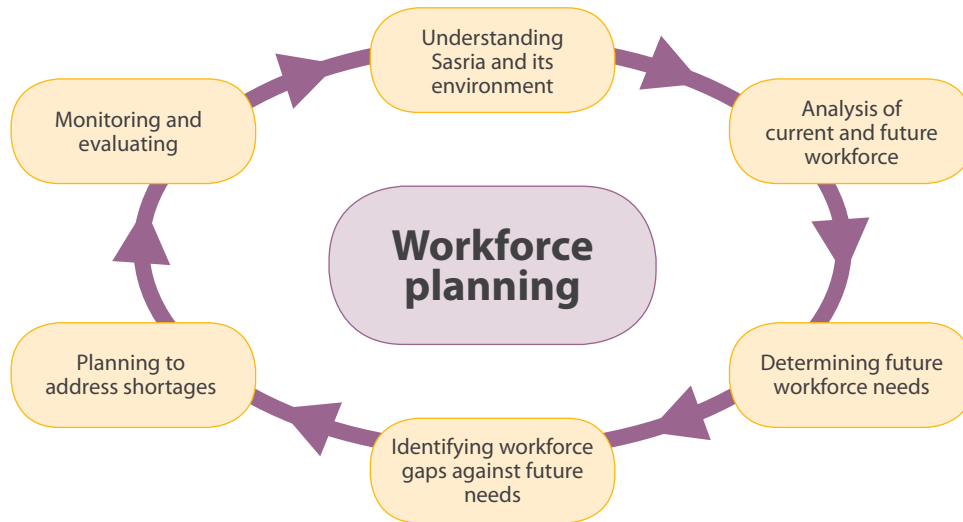 Understanding
Sasria and its
environment
Analysis of
current and future
workforce
Determining future
workforce needs
Identifying workforce
gaps against future
needs
Planning to
address shortages
Monitoring and
evaluating
Workforce
planning